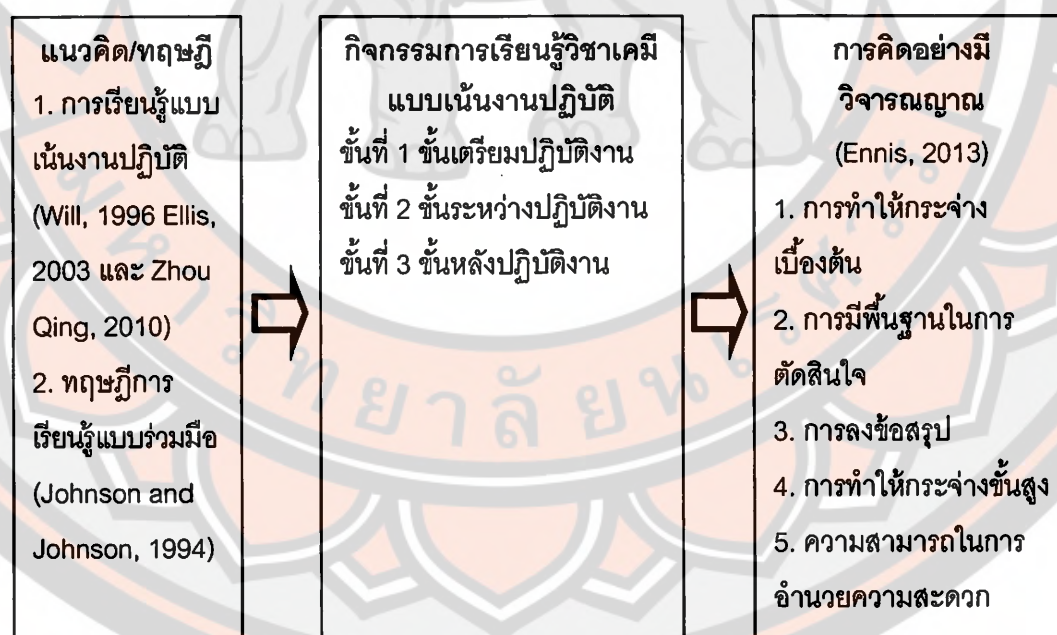 แนวคิด/ทฤษฎี
1. การเรียนรู้แบบ
เน้นงานปฏิบัติ
(Will, 1996 Ellis,
2003 และ Zhou
Qing, 2010)
2. ทฤษฎีการ
เรียนรู้แบบร่วมมือ
(Johnson and
Johnson, 1994)
กิจกรรมการเรียนรู้วิชาเคมี
แบบเน้นงานปฏิบัติ
ขั้นที่ 1 ขั้นเตรียมปฏิบัติงาน
ขั้นที่ 2 ขั้นระหว่างปฏิบัติงาน
ขั้นที่ 3 ขั้นหลังปฏิบัติงาน
การคิดอย่างมี
วิจารณญาณ
(Ennis, 2013)
1. การทำให้กระจ่าง
เบื้องต้น
2. การมีพื้นฐานในการ
ตัดสินใจ
3. การลงข้อสรุป
4. การทำให้กระจ่างขั้นสูง
5. ความสามารถในการ
อำนวยความสะดวก